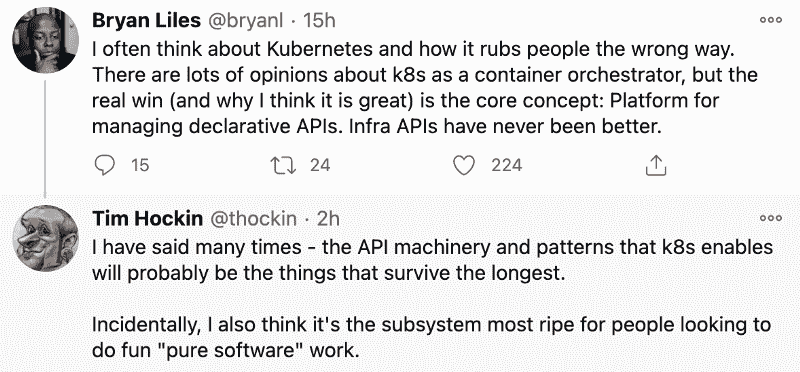 Bryan Liles @bryanl · 15h
I often think about Kubernetes and how it rubs people the wrong way.
There are lots of opinions about k8s as a container orchestrator, but the
real win (and why I think it is great) is the core concept: Platform for
managing declarative APIs. Infra APIs have never been better.
15 24 224
Tim Hockin @thockin · 2h
I have said many times - the API machinery and patterns that k8s enables
will probably be the things that survive the longest.
Incidentally, I also think it's the subsystem most ripe for people looking to
do fun "pure software" work.